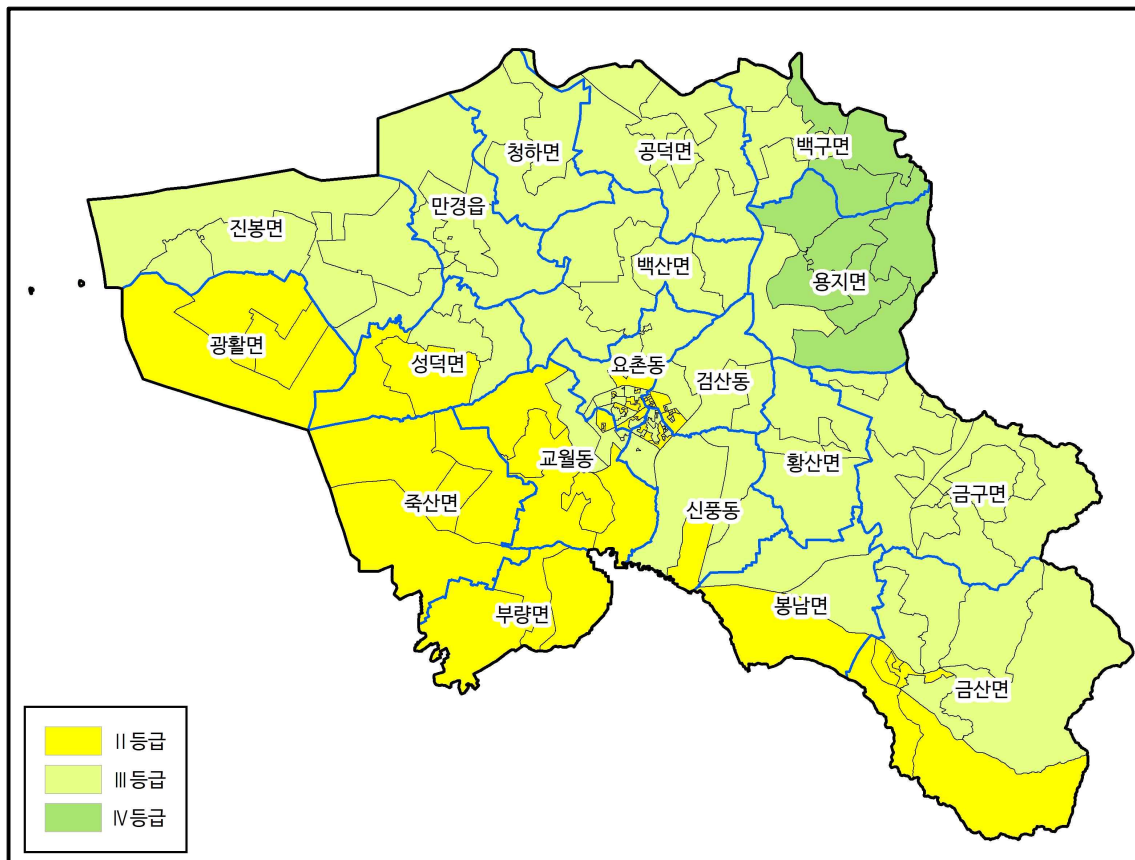 청하면
공덕면
백구면
만경읍
진봉면
백산면
용지면
광활면
성덕면
요촌동
검산동
교월동
황산면
금구면
죽산면
신풍동
부량면
봉남면
금산면
Ⅱ등급
Ⅲ등급
Ⅳ등급